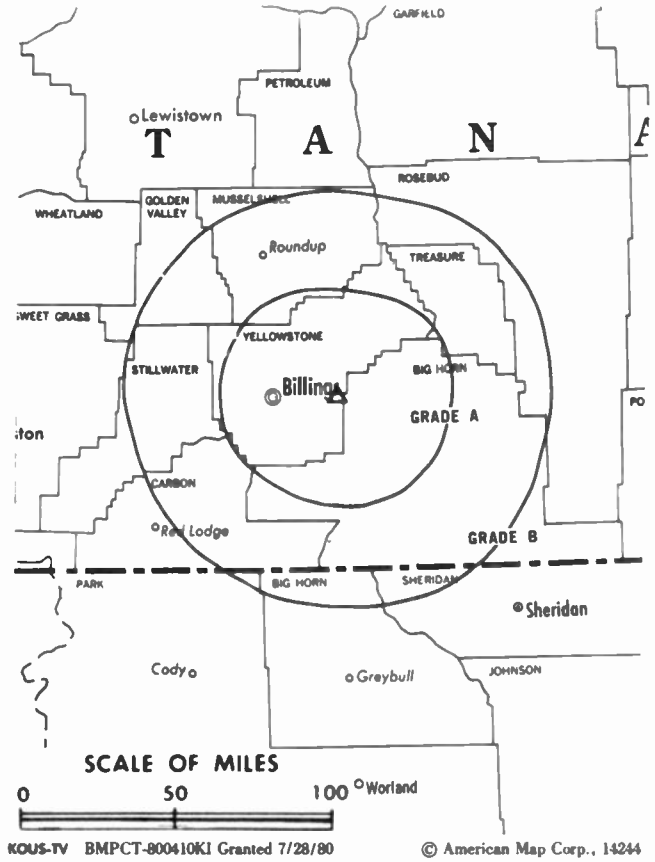 GARFIELD
PETROLEUM
Lewistown
T A N A
ROSEBUD
GOLDEN
VALLEY
MUSSELSHELL
WHEATLAND
Roundup
TREASURE
SWEET GRASS
YELLOWSTONE
STILLWATER
BIG HORN
Billings
PO
GRADE A
ston
CARBON
Red Lodge
GRADE B
PARK
BIG HORN
SHERIDAN
Sheridan
Cody
Greybull
JOHNSON
SCALE OF MILES
0 50 100
Worland
KOUS-TV BMPCT-800410KI Granted 7/28/80
© American Map Corp., 14244